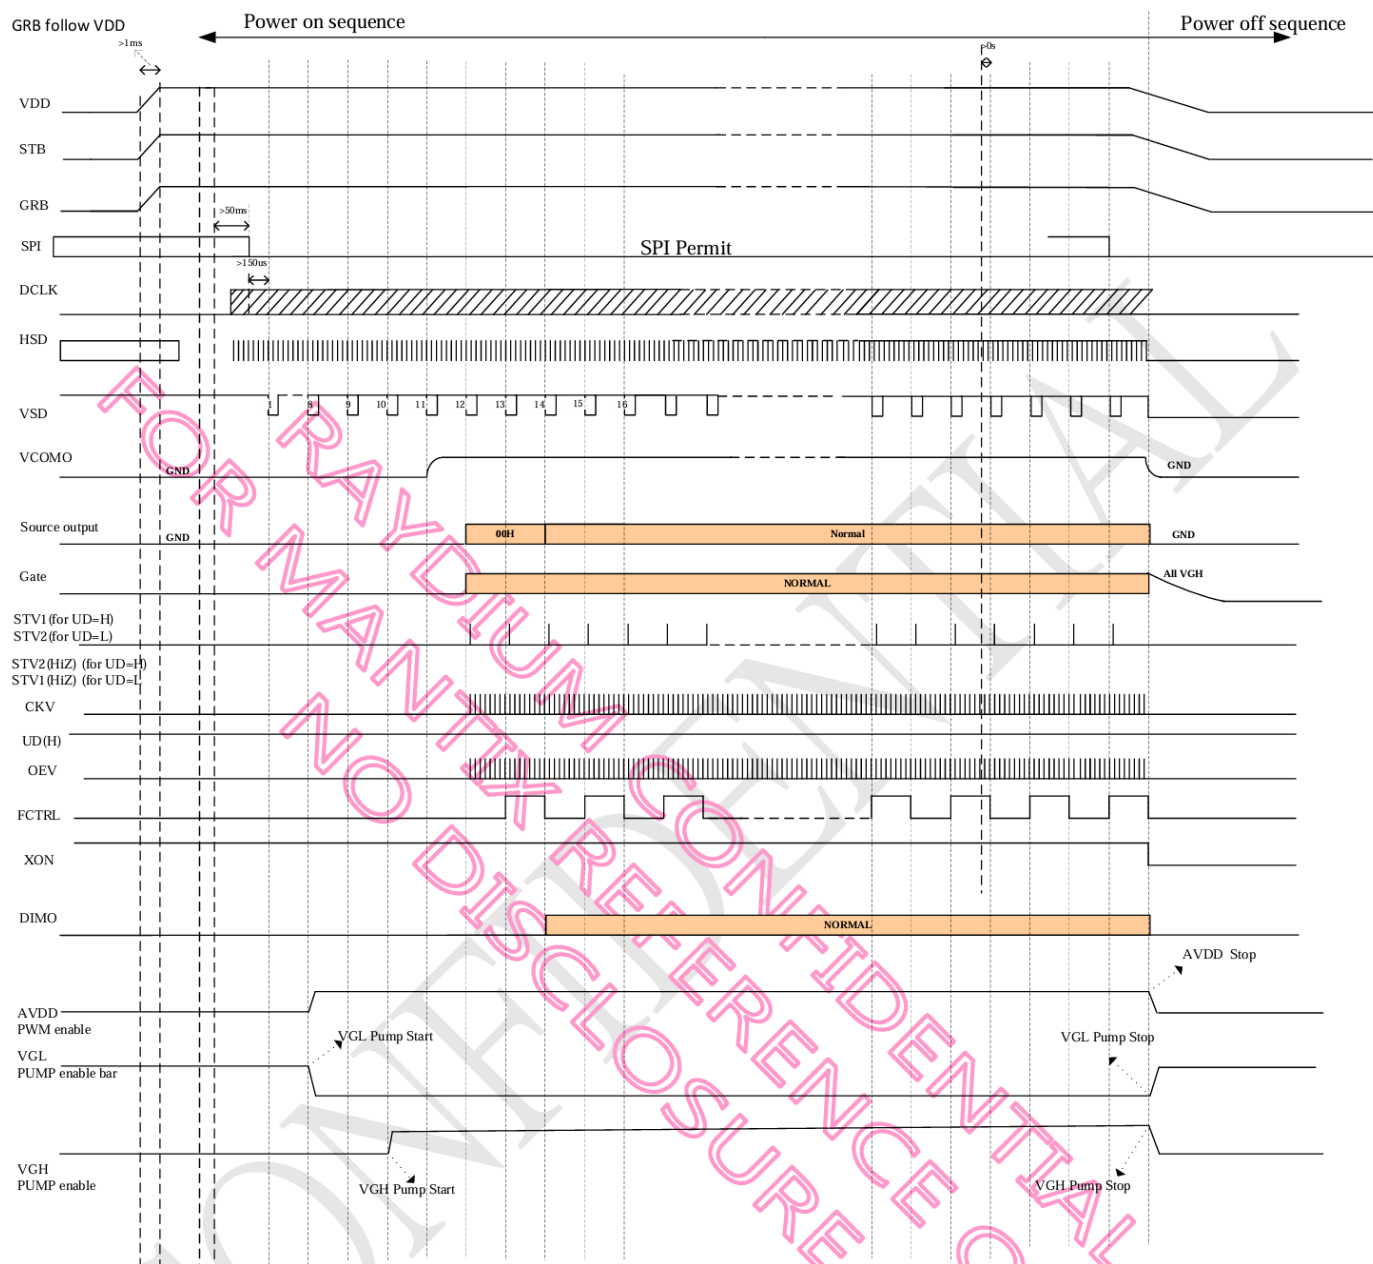 GRB follow VDD
Power on sequence
Power off sequence
>1ms
>0s
VDD
STB
GRB
>50ms
SPI
SPI Permit
>150us
DCLK
HSD
VSD
1 8 9 10 11 12 13 14 15 16
VCOMO
GND
GND
Source output
GND
00H
Normal
GND
Gate
NORMAL
All VGH
STV1(for UD=H)
STV2(for UD=L)
STV2(HiZ) (for UD=H)
STV1(HiZ) (for UD=L
CKV
UD(H)
OEV
FCTRL
XON
DIMO
NORMAL
AVDD Stop
AVDD
PWM enable
VGL Pump Start
VGL Pump Stop
VGL
PUMP enable bar
VGH
PUMP enable
VGH Pump Start
VGH Pump Stop
RAYDIUM CONFIDENTIAL
FOR MANTIX REFERENCE O
NO DISCLOSURE
ONFIDENTIAL